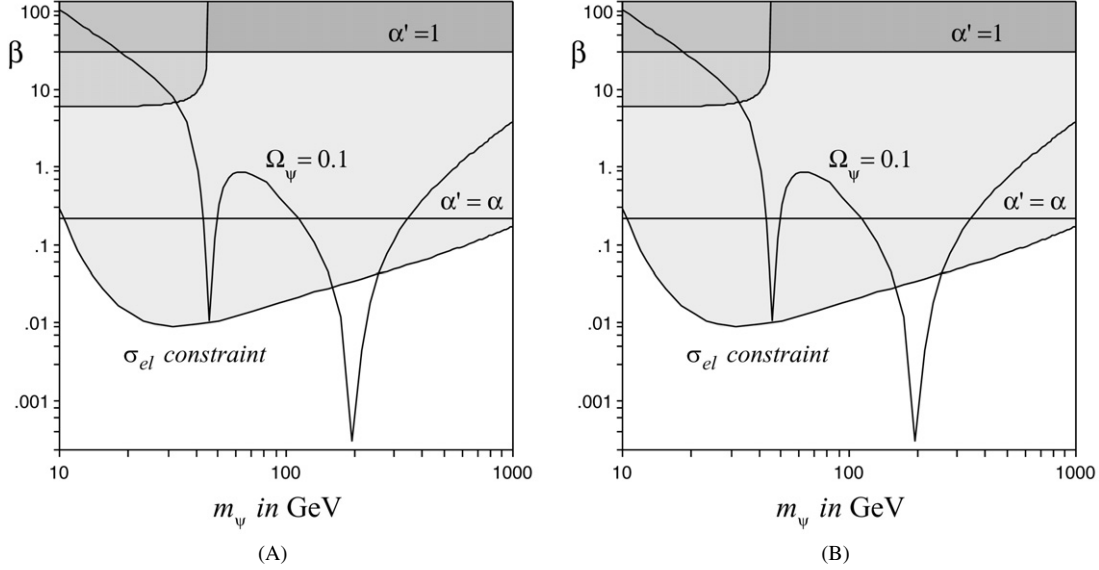 100
α' = 1
β
10
1.
Ω_ψ = 0.1
α' = α
.1
.01
σ_el constraint
.001
10 100 1000
m_ψ in GeV
(A)
100
α' = 1
β
10
1.
Ω_ψ = 0.1
α' = α
.1
.01
σ_el constraint
.001
10 100 1000
m_ψ in GeV
(B)